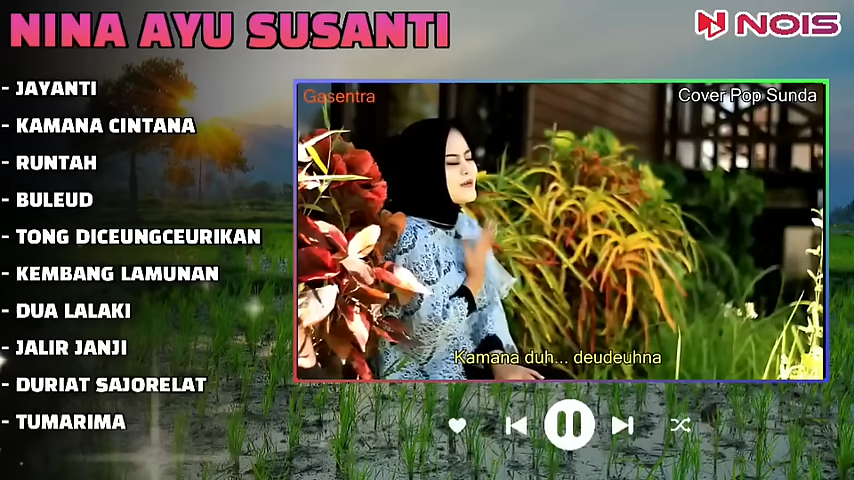 NINA AYU SUSANTI
NOIS
- JAYANTI
- KAMANA CINTANA
- RUNTAH
- BULEUD
- TONG DICEUNGCEURIKAN
- KEMBANG LAMUNAN
- DUA LALAKI
- JALIR JANJI
- DURIAT SAJORELAT
- TUMARIMA
Gasentra
Cover Pop Sunda
Kamana duh... deudeuhna